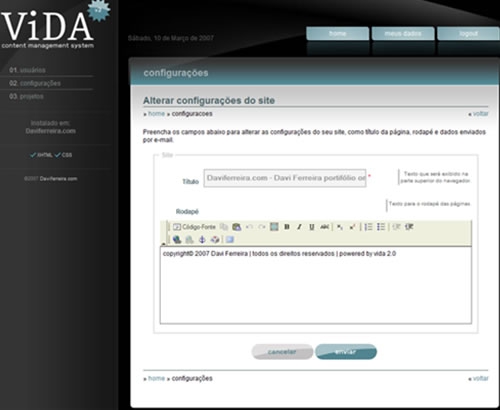 ViDA
content management system
Sábado, 10 de Março de 2007
home
meus dados
logout
01. usuários
02. configurações
03. projetos
Instalado em:
Daviferreira.com
XHTML CSS
©2007 Daviferreira.com
configurações
Alterar configurações do site
» home » configuracoes
« voltar
Preencha os campos abaixo para alterar as configurações do seu site, como título da página, rodapé e dados enviados
por e-mail.
Site
Título
Daviferreira.com - Davi Ferreira portifólio on
*
Texto que será exibido na
parte superior do navegador.
Rodapé
Texto para o rodapé das páginas.
Código-Fonte
B I U ABC x₂ x²
copyright© 2007 Davi Ferreira | todos os direitos reservados | powered by vida 2.0
cancelar
enviar
» home » configurações
« voltar